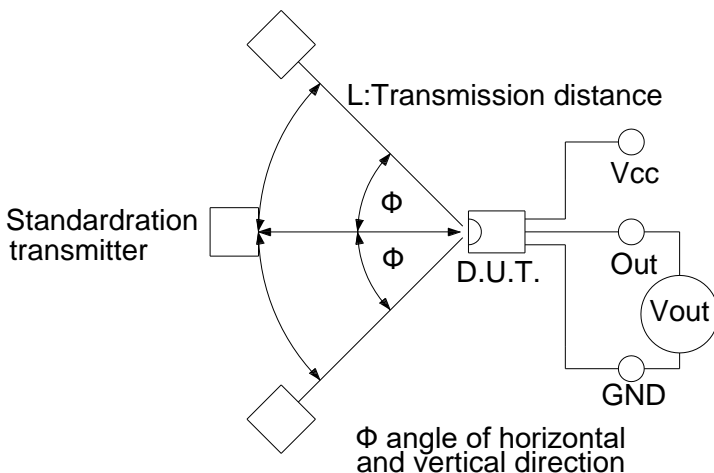 L:Transmission distance
Vcc
Φ
Standardration
transmitter
Φ
D.U.T.
Out
Vout
GND
Φ angle of horizontal
and vertical direction